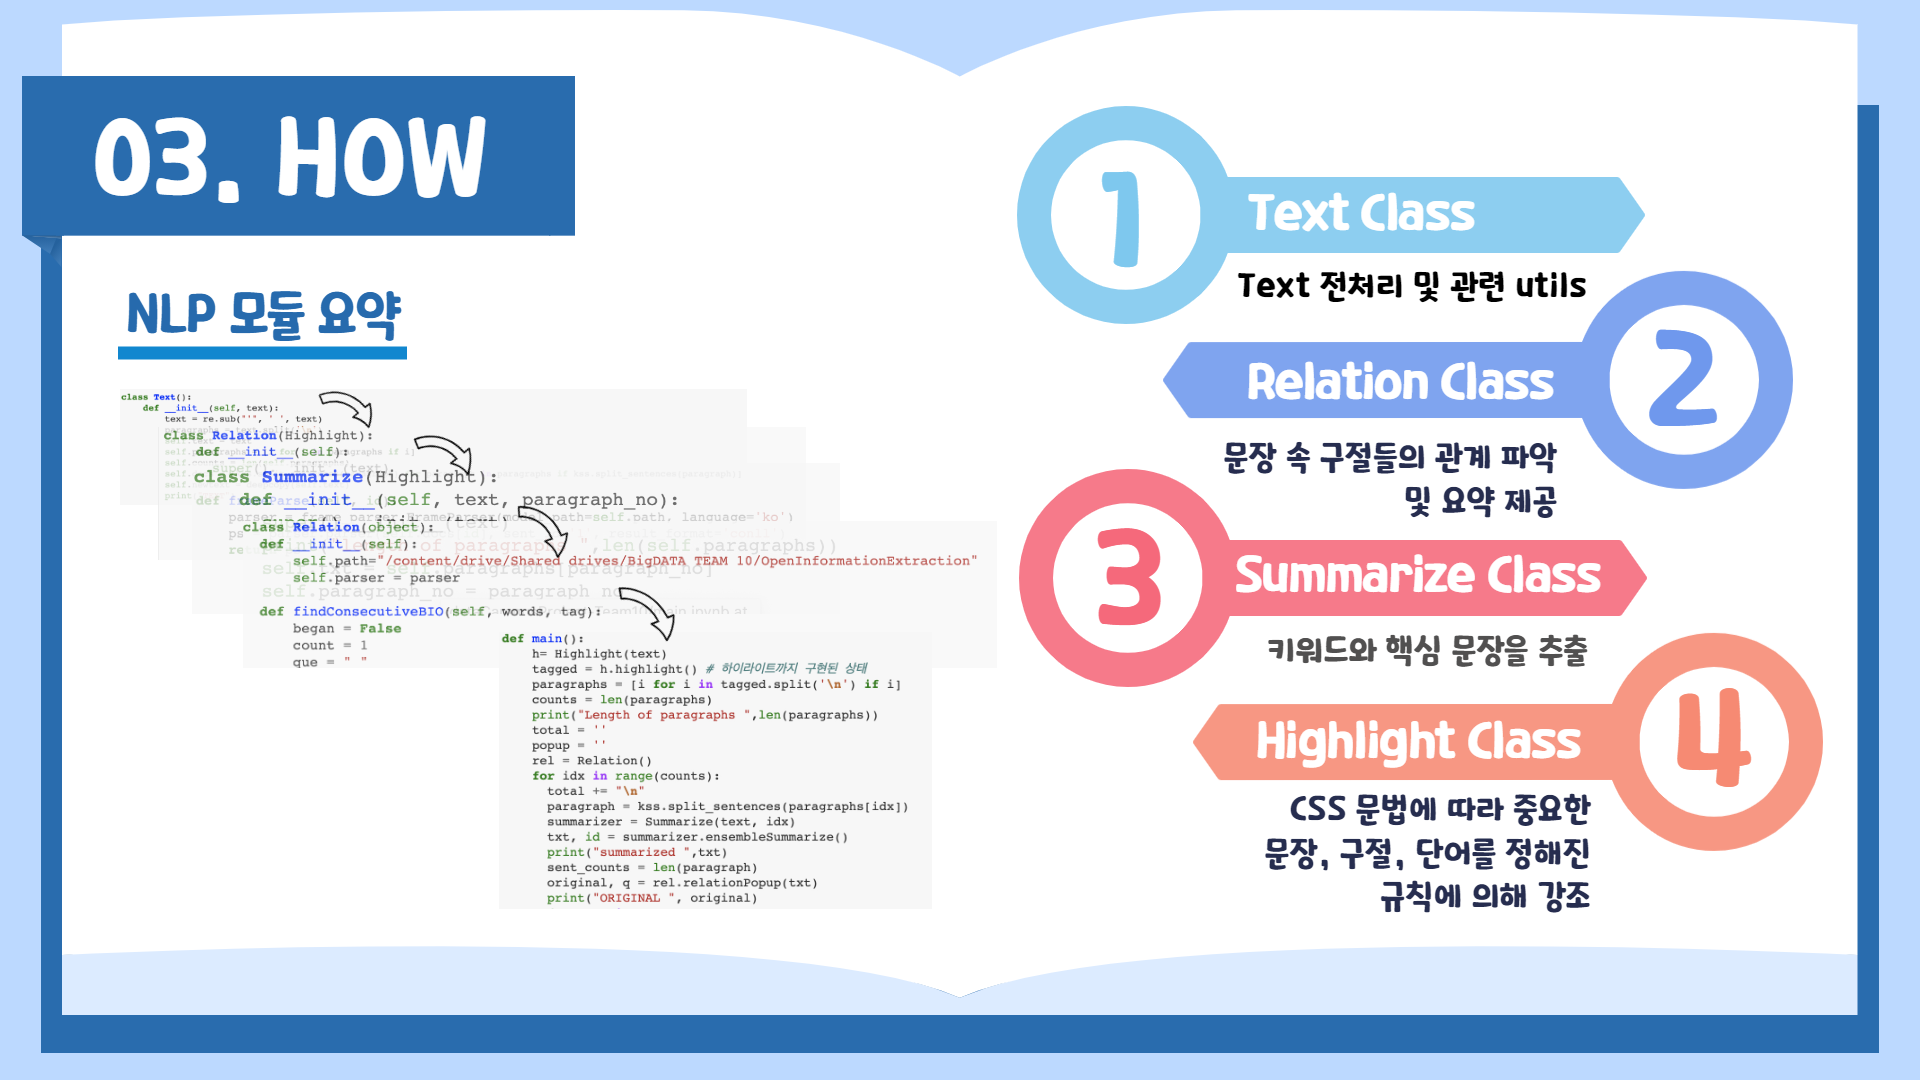 03. HOW
NLP 모듈 요약
class Text():
def __init__(self, text):
text = re.sub("'", ' ', text)
class Relation(Highlight):
def __init__(self):
class Summarize(Highlight):
def __init__(self, text, paragraph_no):
class Relation(object):
def __init__(self):
self.path="/content/drive/Shared drives/BigDATA TEAM 10/OpenInformationExtraction"
self.parser = parser
def findConsecutiveBIO(self, words, tag):
began = False
count = 1
que = " "
def main():
h= Highlight(text)
tagged = h.highlight() # 하이라이트까지 구현된 상태
paragraphs = [i for i in tagged.split('\n') if i]
counts = len(paragraphs)
print("Length of paragraphs ",len(paragraphs))
total = ''
popup = ''
rel = Relation()
for idx in range(counts):
total += "\n"
paragraph = kss.split_sentences(paragraphs[idx])
summarizer = Summarize(text, idx)
txt, id = summarizer.ensembleSummarize()
print("summarized ",txt)
sent_counts = len(paragraph)
original, q = rel.relationPopup(txt)
print("ORIGINAL ", original)
1
Text Class
Text 전처리 및 관련 utils
2
Relation Class
문장 속 구절들의 관계 파악
및 요약 제공
3
Summarize Class
키워드와 핵심 문장을 추출
4
Highlight Class
CSS 문법에 따라 중요한
문장, 구절, 단어를 정해진
규칙에 의해 강조